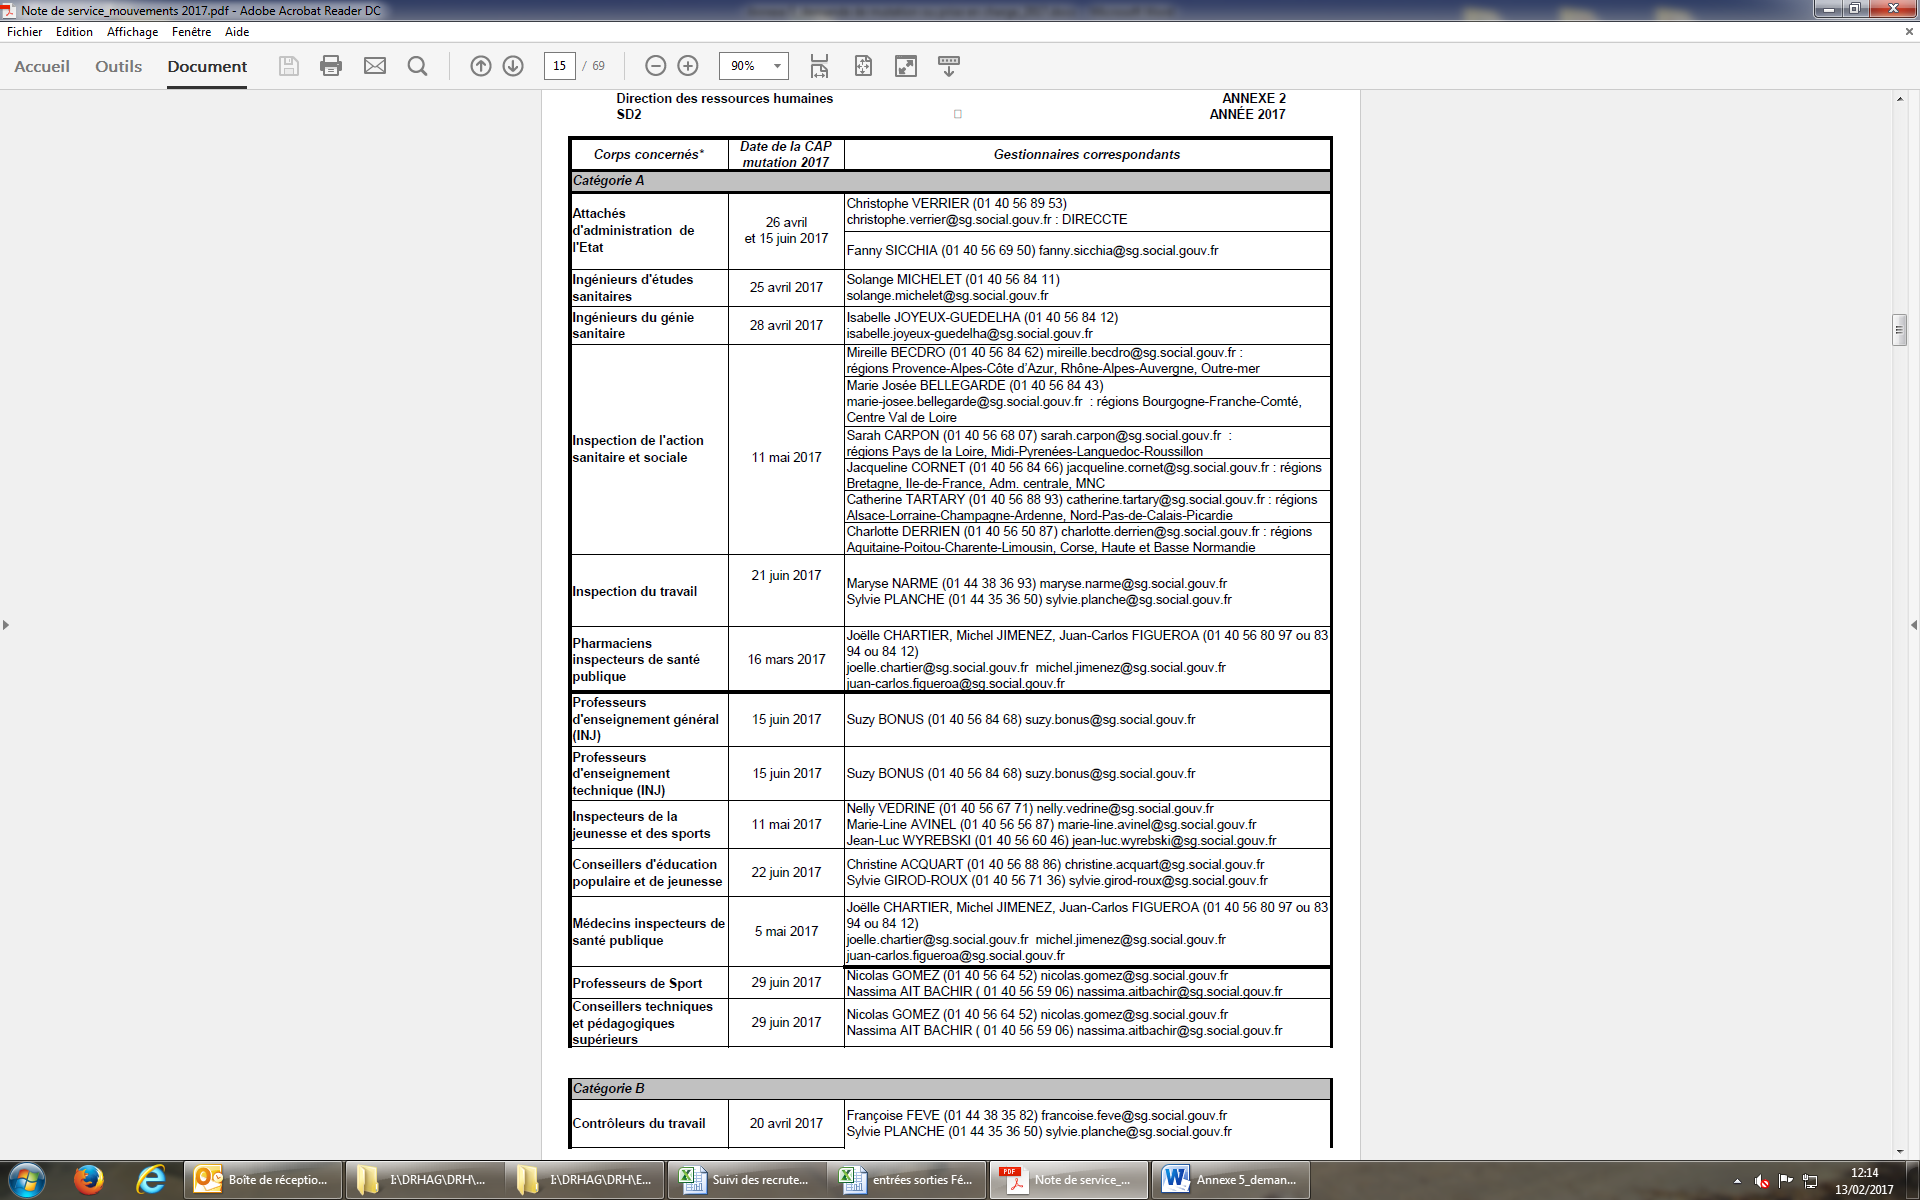 Note de service_mouvements 2017.pdf - Adobe Acrobat Reader DC
Fichier Edition Affichage Fenêtre Aide
Accueil Outils Document 15 / 69 90%
Direction des ressources humaines ANNEXE 2
SD2 ANNÉE 2017
Corps concernés* Date de la CAP mutation 2017 Gestionnaires correspondants
Catégorie A
Attachés
d'administration de
l'Etat
26 avril
et 15 juin 2017
Christophe VERRIER (01 40 56 89 53)
christophe.verrier@sg.social.gouv.fr : DIRECCTE
Fanny SICCHIA (01 40 56 69 50) fanny.sicchia@sg.social.gouv.fr
Ingénieurs d'études
sanitaires
25 avril 2017
Solange MICHELET (01 40 56 84 11)
solange.michelet@sg.social.gouv.fr
Ingénieurs du génie
sanitaire
28 avril 2017
Isabelle JOYEUX-GUEDELHA (01 40 56 84 12)
isabelle.joyeux-guedelha@sg.social.gouv.fr
Inspection de l'action
sanitaire et sociale
11 mai 2017
Mireille BECDRO (01 40 56 84 62) mireille.becdro@sg.social.gouv.fr :
régions Provence-Alpes-Côte d'Azur, Rhône-Alpes-Auvergne, Outre-mer
Marie Josée BELLEGARDE (01 40 56 84 43)
marie-josee.bellegarde@sg.social.gouv.fr : régions Bourgogne-Franche-Comté,
Centre Val de Loire
Sarah CARPON (01 40 56 68 07) sarah.carpon@sg.social.gouv.fr :
régions Pays de la Loire, Midi-Pyrenées-Languedoc-Roussillon
Jacqueline CORNET (01 40 56 84 66) jacqueline.cornet@sg.social.gouv.fr : régions
Bretagne, Ile-de-France, Adm. centrale, MNC
Catherine TARTARY (01 40 56 88 93) catherine.tartary@sg.social.gouv.fr : régions
Alsace-Lorraine-Champagne-Ardenne, Nord-Pas-de-Calais-Picardie
Charlotte DERRIEN (01 40 56 50 87) charlotte.derrien@sg.social.gouv.fr : régions
Aquitaine-Poitou-Charente-Limousin, Corse, Haute et Basse Normandie
Inspection du travail
21 juin 2017
Maryse NARME (01 44 38 36 93) maryse.narme@sg.social.gouv.fr
Sylvie PLANCHE (01 44 35 36 50) sylvie.planche@sg.social.gouv.fr
Pharmaciens
inspecteurs de santé
publique
16 mars 2017
Joëlle CHARTIER, Michel JIMENEZ, Juan-Carlos FIGUEROA (01 40 56 80 97 ou 83
94 ou 84 12)
joelle.chartier@sg.social.gouv.fr michel.jimenez@sg.social.gouv.fr
juan-carlos.figueroa@sg.social.gouv.fr
Professeurs
d'enseignement général
(INJ)
15 juin 2017
Suzy BONUS (01 40 56 84 68) suzy.bonus@sg.social.gouv.fr
Professeurs
d'enseignement
technique (INJ)
15 juin 2017
Suzy BONUS (01 40 56 84 68) suzy.bonus@sg.social.gouv.fr
Inspecteurs de la
jeunesse et des sports
11 mai 2017
Nelly VEDRINE (01 40 56 67 71) nelly.vedrine@sg.social.gouv.fr
Marie-Line AVINEL (01 40 56 56 87) marie-line.avinel@sg.social.gouv.fr
Jean-Luc WYREBSKI (01 40 56 60 46) jean-luc.wyrebski@sg.social.gouv.fr
Conseillers d'éducation
populaire et de jeunesse
22 juin 2017
Christine ACQUART (01 40 56 88 86) christine.acquart@sg.social.gouv.fr
Sylvie GIROD-ROUX (01 40 56 71 36) sylvie.girod-roux@sg.social.gouv.fr
Médecins inspecteurs de
santé publique
5 mai 2017
Joëlle CHARTIER, Michel JIMENEZ, Juan-Carlos FIGUEROA (01 40 56 80 97 ou 83
94 ou 84 12)
joelle.chartier@sg.social.gouv.fr michel.jimenez@sg.social.gouv.fr
juan-carlos.figueroa@sg.social.gouv.fr
Professeurs de Sport
29 juin 2017
Nicolas GOMEZ (01 40 56 64 52) nicolas.gomez@sg.social.gouv.fr
Nassima AIT BACHIR ( 01 40 56 59 06) nassima.aitbachir@sg.social.gouv.fr
Conseillers techniques
et pédagogiques
supérieurs
29 juin 2017
Nicolas GOMEZ (01 40 56 64 52) nicolas.gomez@sg.social.gouv.fr
Nassima AIT BACHIR ( 01 40 56 59 06) nassima.aitbachir@sg.social.gouv.fr
Catégorie B
Contrôleurs du travail
20 avril 2017
Françoise FEVE (01 44 38 35 82) francoise.feve@sg.social.gouv.fr
Sylvie PLANCHE (01 44 35 36 50) sylvie.planche@sg.social.gouv.fr
Boîte de réceptio... I:\DRHAG\DRH\... I:\DRHAG\DRH\E... Suivi des recrute... entrées sorties Fé... Note de service_... Annexe 5_deman...
12:14
13/02/2017